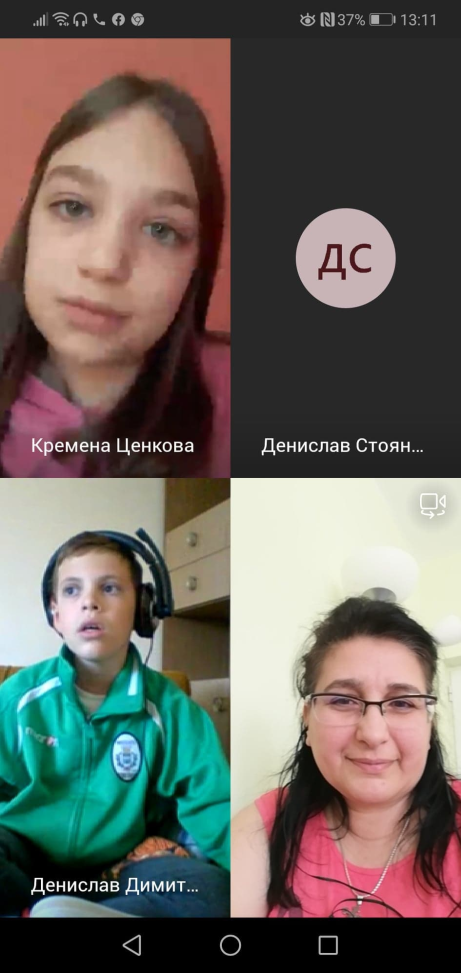 37% 13:11
ДС
Кремена Ценкова
Денислав Стоян...
Денислав Димит...